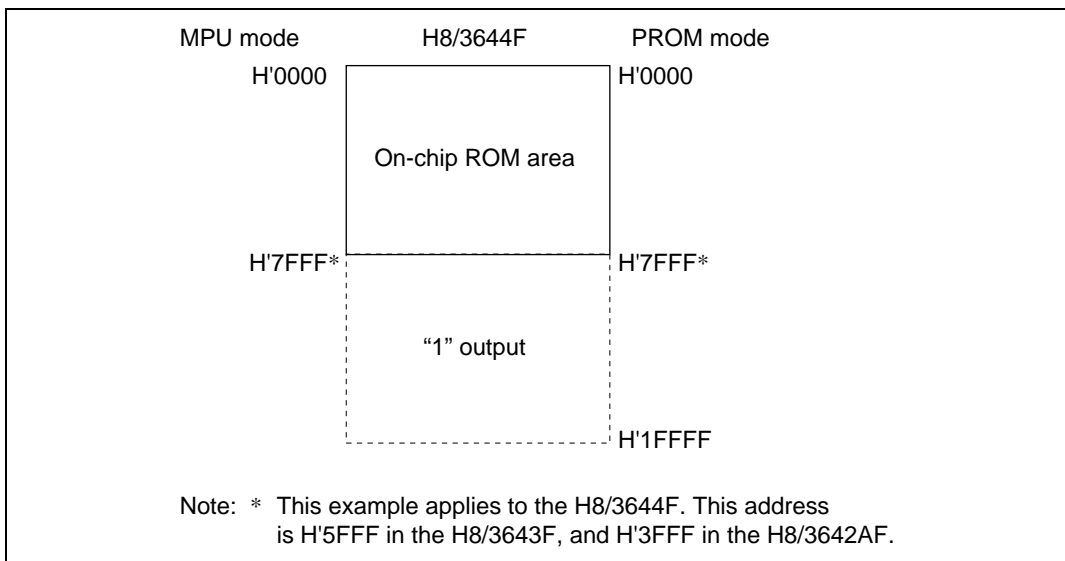 MPU mode H8/3644F PROM mode
H'0000 H'0000
On-chip ROM area
H'7FFF* H'7FFF*
“1” output
H'1FFFF
Note: * This example applies to the H8/3644F. This address
is H'5FFF in the H8/3643F, and H'3FFF in the H8/3642AF.